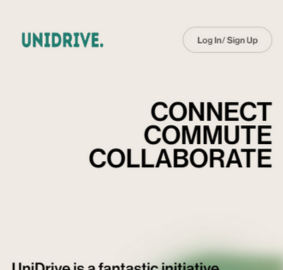 UNIDRIVE.
Log In/ Sign Up
CONNECT
COMMUTE
COLLABORATE
UniDrive is a fantastic initiative